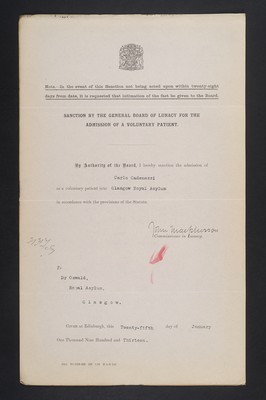 NOTE.—In the event of this Sanction not being acted upon within twenty-eight
days from date, it is requested that intimation of the fact be given to the Board.
SANCTION BY THE GENERAL BOARD OF LUNACY FOR THE
ADMISSION OF A VOLUNTARY PATIENT.
By Authority of the Board, I hereby sanction the admission of
Carlo
as a voluntary patient into Glasgow Royal Asylum
in accordance with the provisions of the Statute.
John Macpherson
Commissioner in Lunacy.
To
Dr Oswald,
Royal Asylum,
Glasgow.
Given at Edinburgh, this Twenty-fifth day of January
One Thousand Nine Hundred and Thirteen.